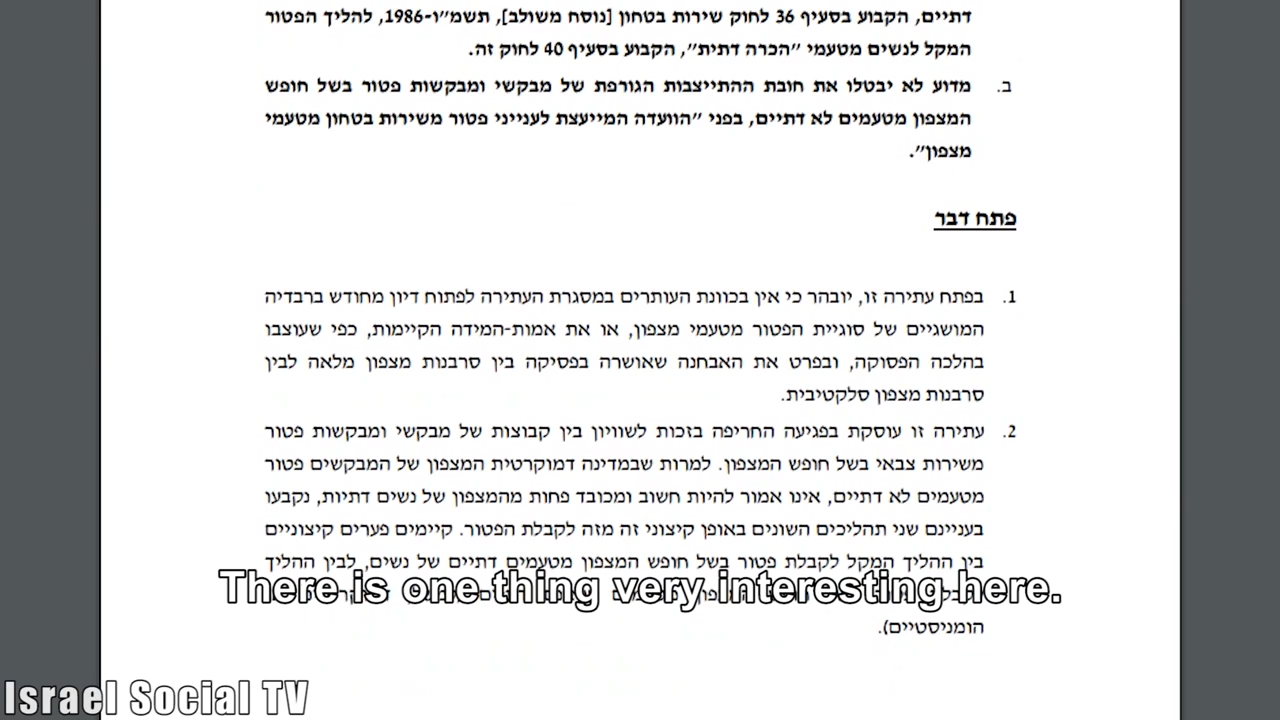 דתיים, הקבוע בסעיף 36 לחוק שירות בטחון [נוסח משולב], תשמ"ו-1986, להליך הפטור
המקל לנשים מטעמי "הכרה דתית", הקבוע בסעיף 40 לחוק זה.
ב. מדוע לא יבטלו את חובת ההתייצבות הגורפת של מבקשי ומבקשות פטור בשל חופש
המצפון מטעמים לא דתיים, בפני "הוועדה המייעצת לענייני פטור משירות בטחון מטעמי
מצפון".
פתח דבר
1. בפתח עתירה זו, יובהר כי אין בכוונת העותרים במסגרת העתירה לפתוח דיון מחודש ברבדיה
המושגיים של סוגיית הפטור מטעמי מצפון, או את אמות-המידה הקיימות, כפי שעוצבו
בהלכה הפסוקה, ובפרט את האבחנה שאושרה בפסיקה בין סרבנות מצפון מלאה לבין
סרבנות מצפון סלקטיבית.
2. עתירה זו עוסקת בפגיעה החריפה בזכות לשוויון בין קבוצות של מבקשי ומבקשות פטור
משירות צבאי בשל חופש המצפון. למרות שבמדינה דמוקרטית המצפון של המבקשים פטור
מטעמים לא דתיים, אינו אמור להיות חשוב ומכובד פחות מהמצפון של נשים דתיות, נקבעו
בעניינם שני תהליכים השונים באופן קיצוני זה מזה לקבלת הפטור. קיימים פערים קיצוניים
בין ההליך המקל לקבלת פטור בשל חופש המצפון מטעמים דתיים של נשים, לבין ההליך
There is one thing very interesting here.
הומניסטיים).
Israel Social TV